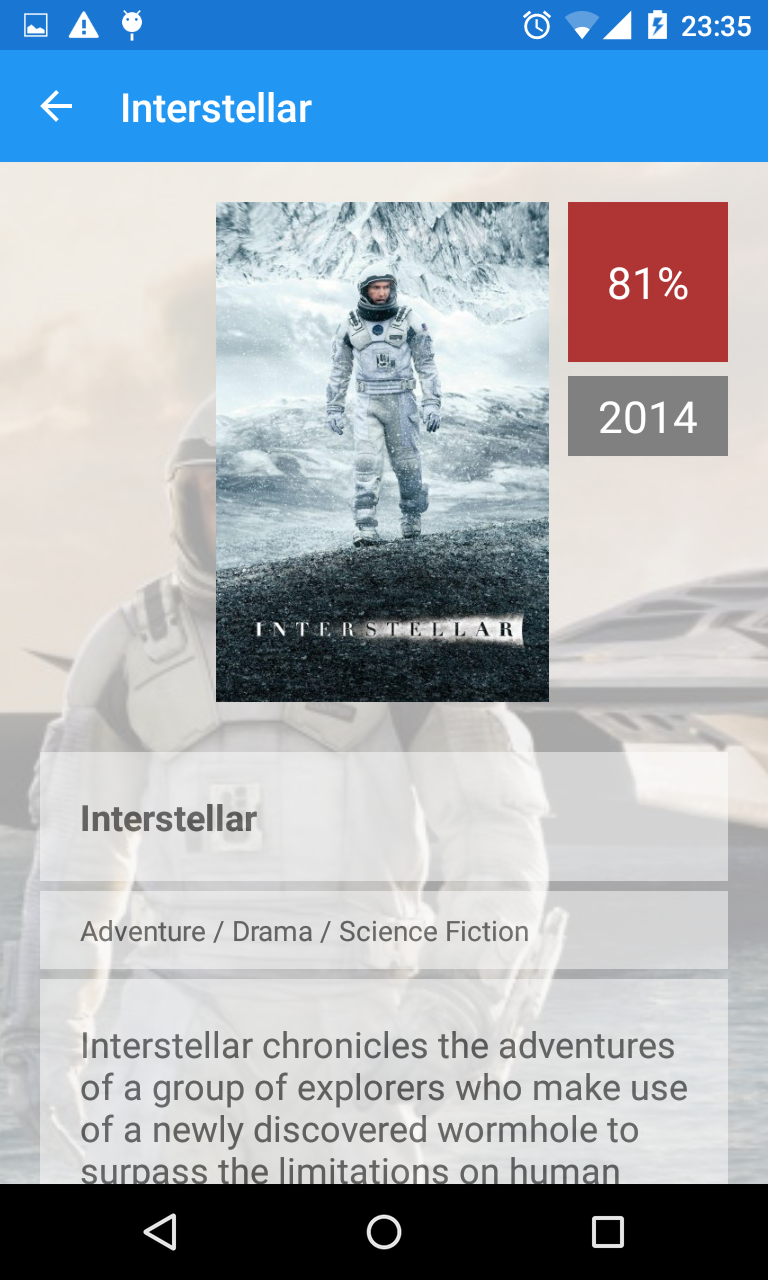 23:35
Interstellar
81%
2014
INTERSTELLAR
Interstellar
Adventure / Drama / Science Fiction
Interstellar chronicles the adventures
of a group of explorers who make use
of a newly discovered wormhole to
surpass the limitations on human